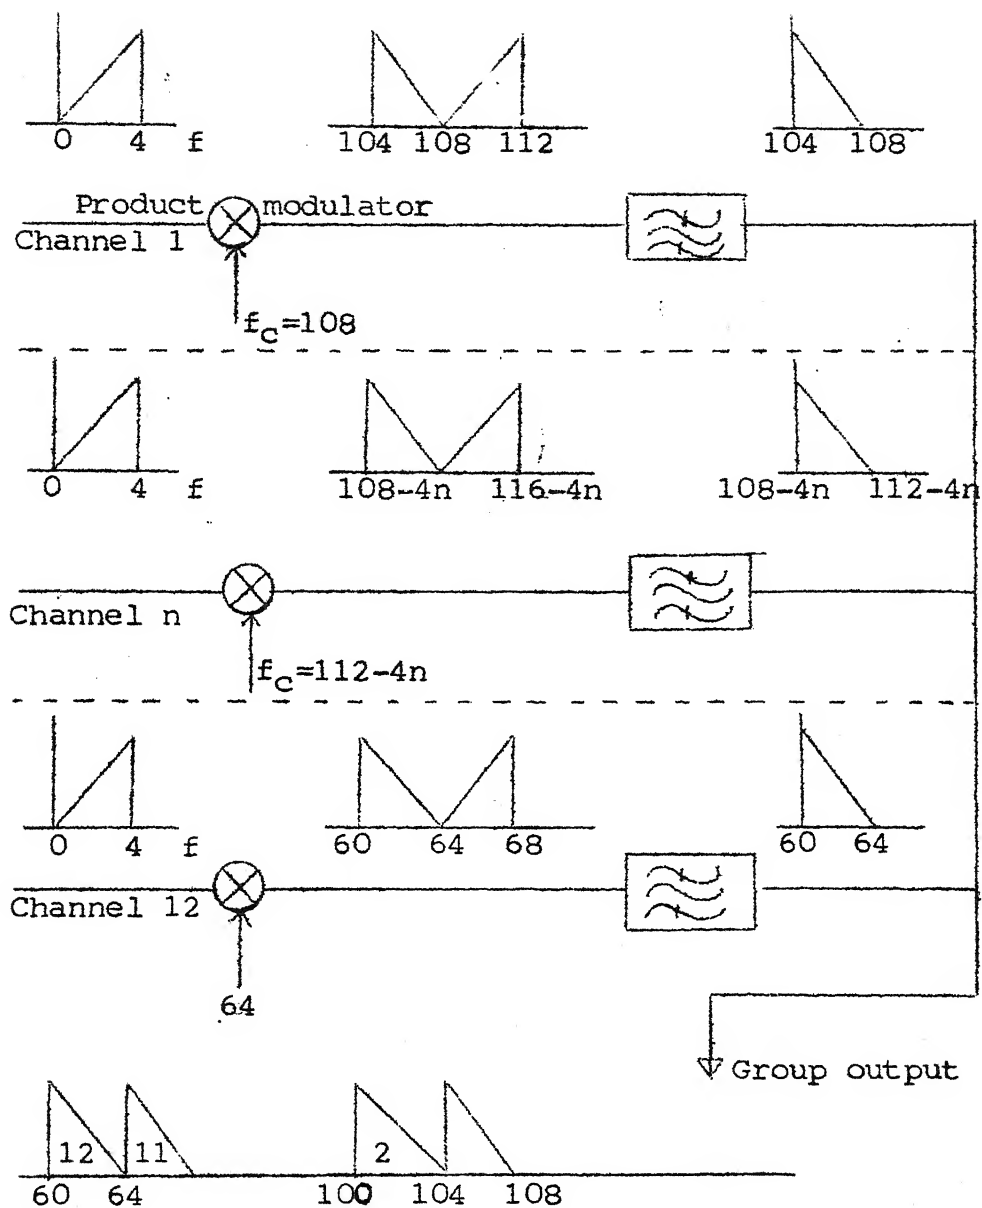 0 4 f 104 108 112 104 108
Product modulator
Channel 1
fc=108
0 4 f 108-4n 116-4n 108-4n 112-4n
Channel n
fc=112-4n
0 4 f 60 64 68 60 64
Channel 12
64
Group output
12 11 2
60 64 100 104 108